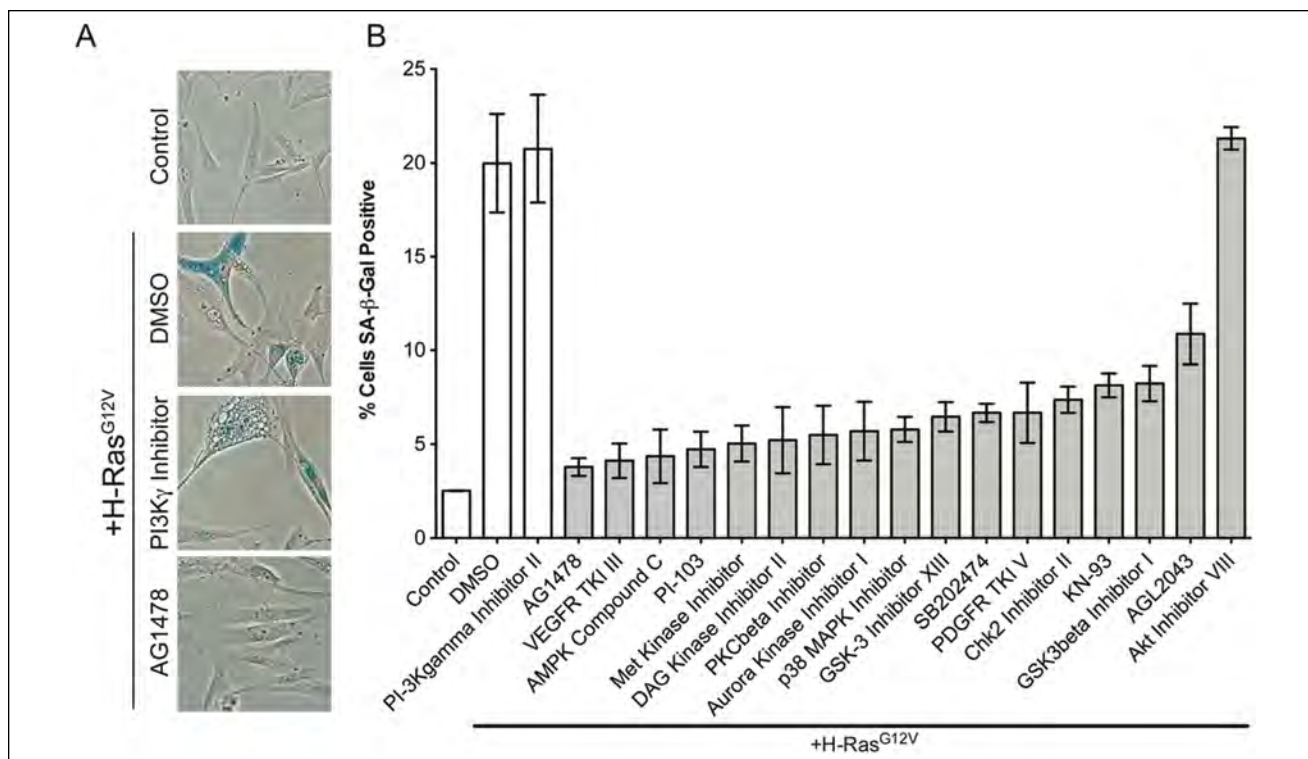 A
Control
DMSO
PI3Kγ Inhibitor
AG1478
+H-Ras^G12V
B
% Cells SA-β-Gal Positive
25
20
15
10
5
0
Control
DMSO
PI-3Kgamma Inhibitor II
AG1478
VEGFR TKI III
AMPK Compound C
PI-103
Met Kinase Inhibitor
DAG Kinase Inhibitor II
PKCbeta Inhibitor
Aurora Kinase Inhibitor I
p38 MAPK Inhibitor
GSK-3 Inhibitor XIII
SB202474
PDGFR TKI V
Chk2 Inhibitor II
KN-93
GSK3beta Inhibitor I
AGL2043
Akt Inhibitor VIII
+H-Ras^G12V